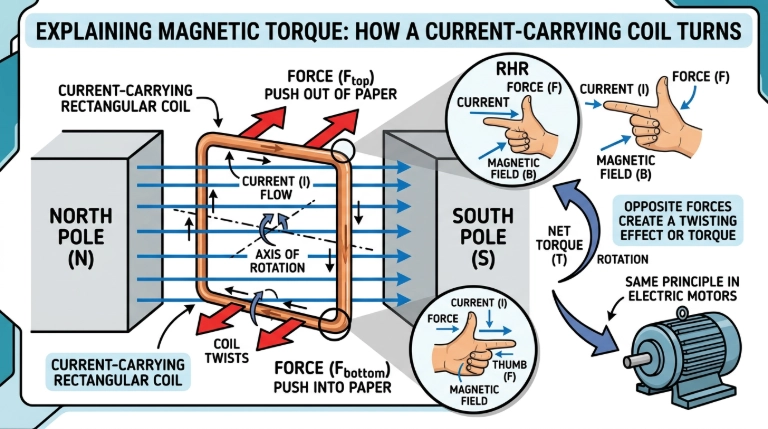 EXPLAINING MAGNETIC TORQUE: HOW A CURRENT-CARRYING COIL TURNS
CURRENT-CARRYING
RECTANGULAR COIL
FORCE (Ftop)
PUSH OUT OF PAPER
RHR
FORCE (F)
CURRENT
MAGNETIC
FIELD (B)
CURRENT (I)
FORCE (F)
MAGNETIC
FIELD (B)
NORTH
POLE
(N)
CURRENT (I)
FLOW
AXIS OF
ROTATION
SOUTH
POLE
(S)
OPPOSITE FORCES
CREATE A TWISTING
EFFECT OR TORQUE
NET
TORQUE
(T)
ROTATION
SAME PRINCIPLE IN
ELECTRIC MOTORS
CURRENT-CARRYING
RECTANGULAR COIL
COIL
TWISTS
FORCE (Fbottom)
PUSH INTO PAPER
CURRENT (I)
FORCE
THUMB
(F)
MAGNETIC
FIELD